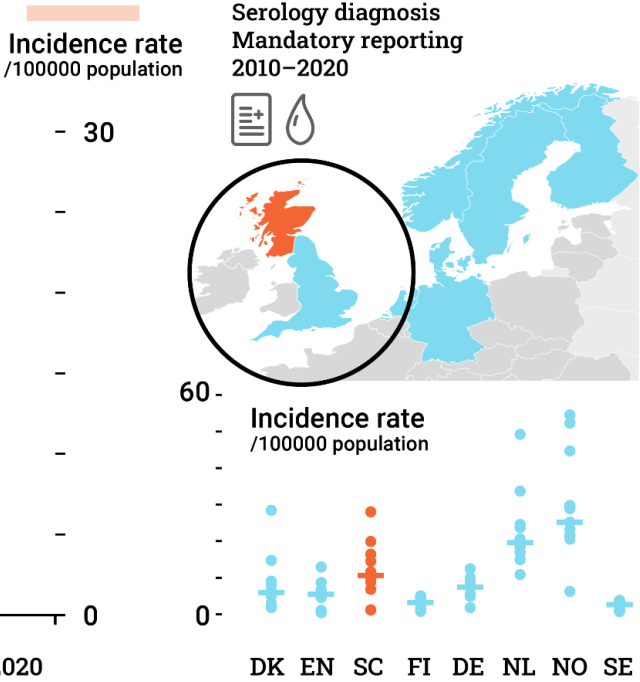 Incidence rate
/100000 population
30
0
020
Serology diagnosis
Mandatory reporting
2010–2020
60
Incidence rate
/100000 population
0
DK EN SC FI DE NL NO SE